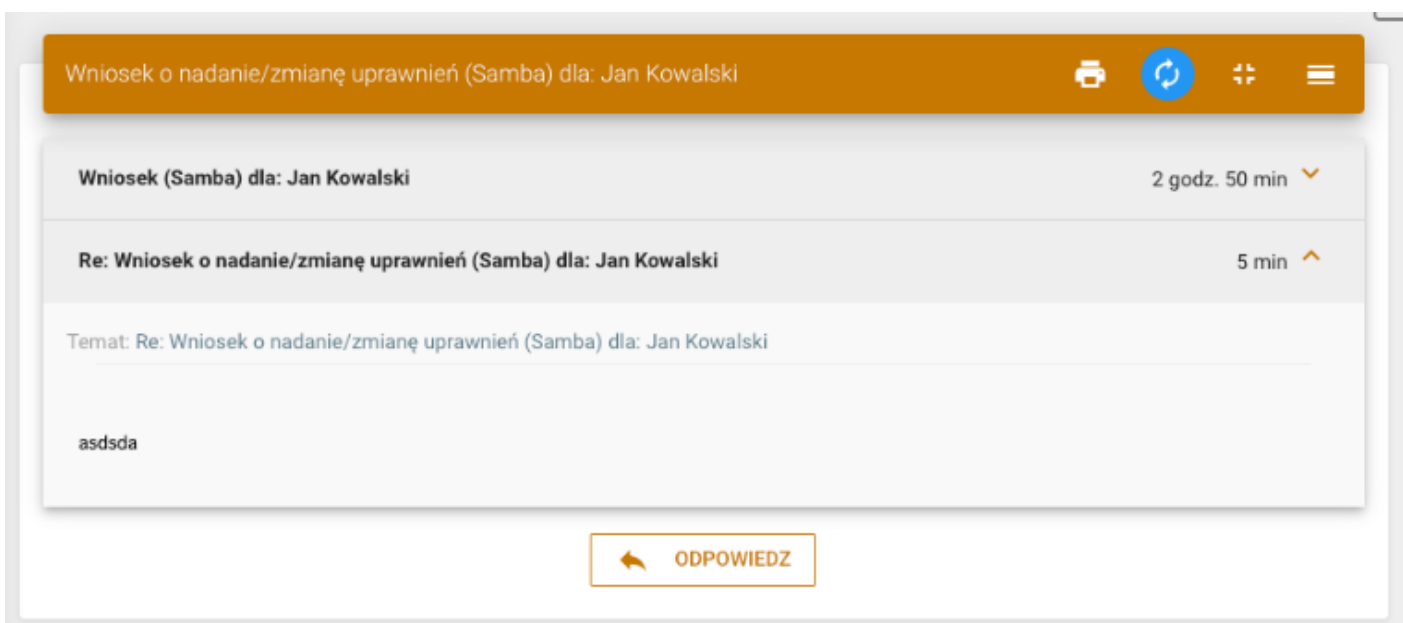 Wniosek o nadanie/zmianę uprawnień (Samba) dla: Jan Kowalski
Wniosek (Samba) dla: Jan Kowalski 2 godz. 50 min
Re: Wniosek o nadanie/zmianę uprawnień (Samba) dla: Jan Kowalski 5 min
Temat: Re: Wniosek o nadanie/zmianę uprawnień (Samba) dla: Jan Kowalski
asdsda
ODPOWIEDZ